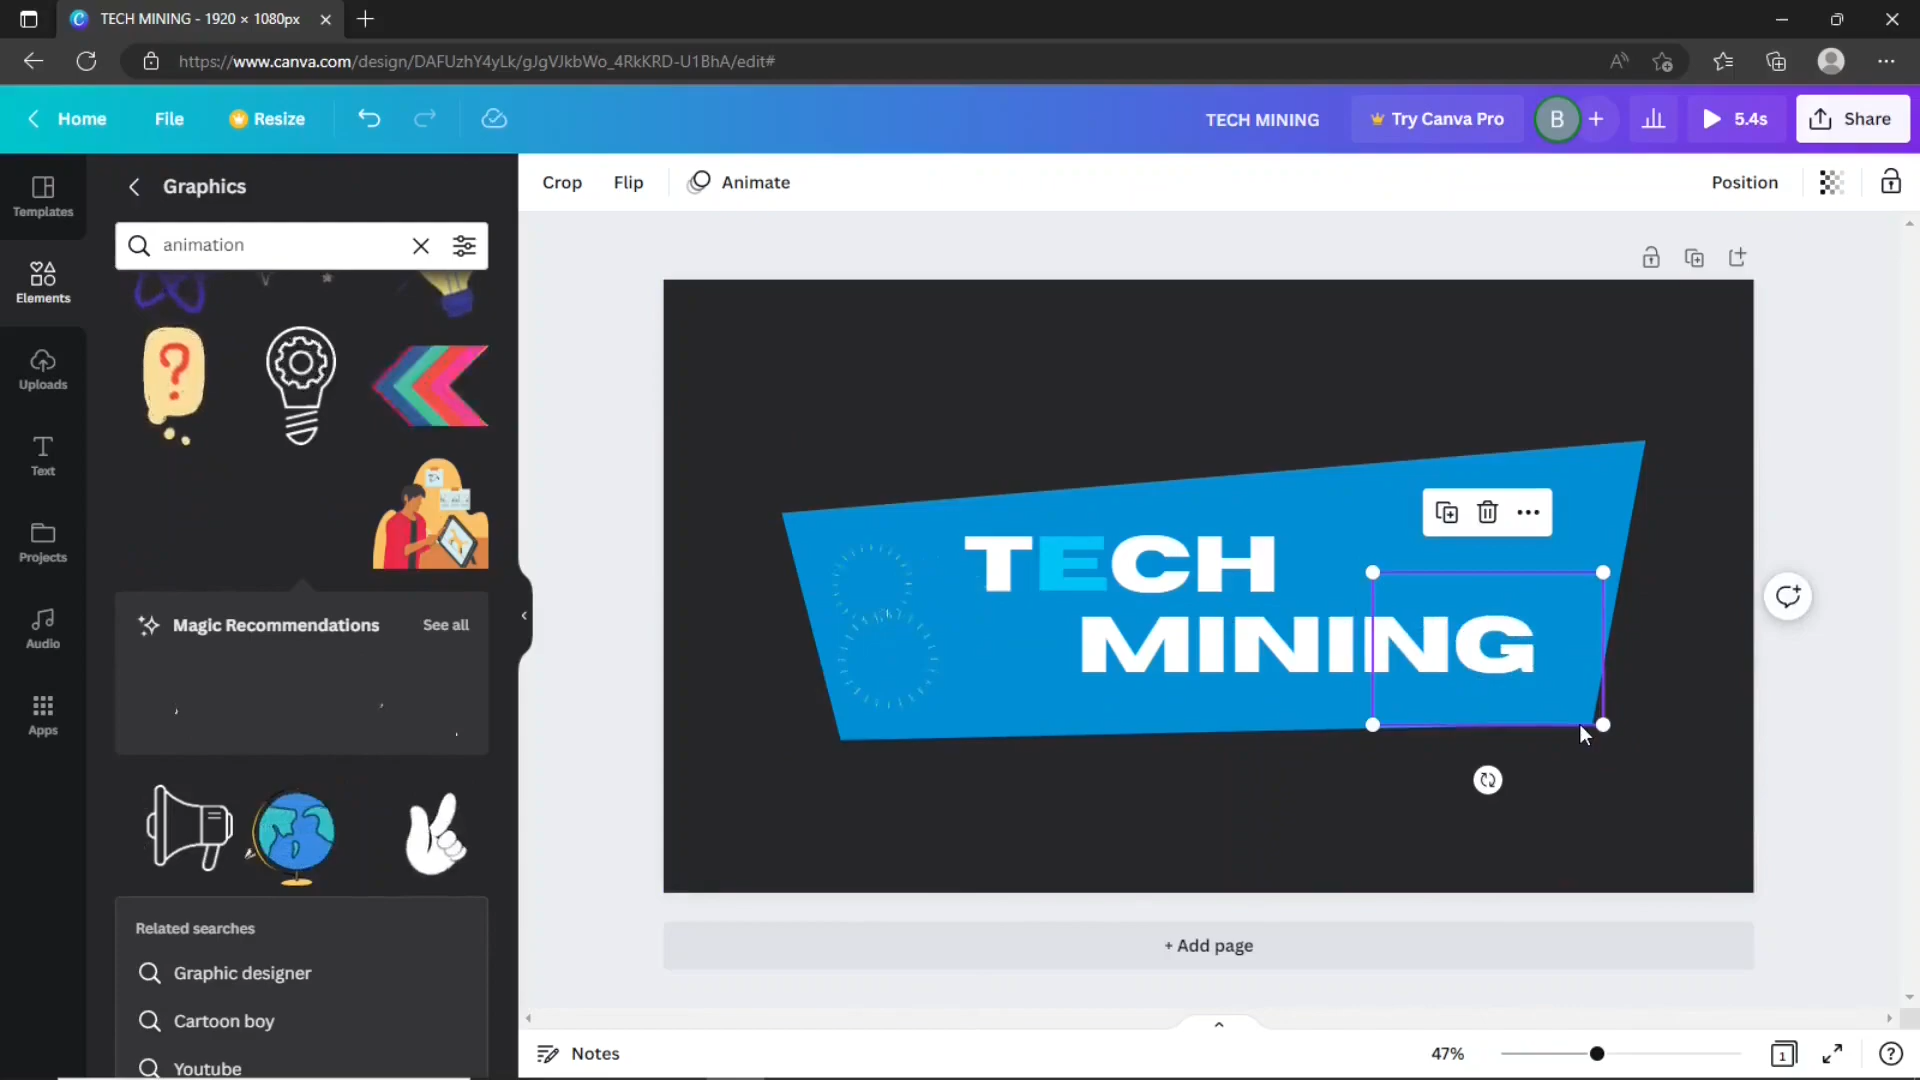 TECH MINING - 1920 × 1080px
https://www.canva.com/design/DAFUzhY4yLk/gJgVJkbWo_4RkKRD-U1BhA/edit#
Home
File
Resize
TECH MINING
Try Canva Pro
B
5.4s
Share
Templates
Elements
Uploads
Text
Projects
Audio
Apps
Graphics
animation
Magic Recommendations
See all
Related searches
Graphic designer
Cartoon boy
Youtube
Crop
Flip
Animate
Position
TECH
MINING
+ Add page
Notes
47%
1